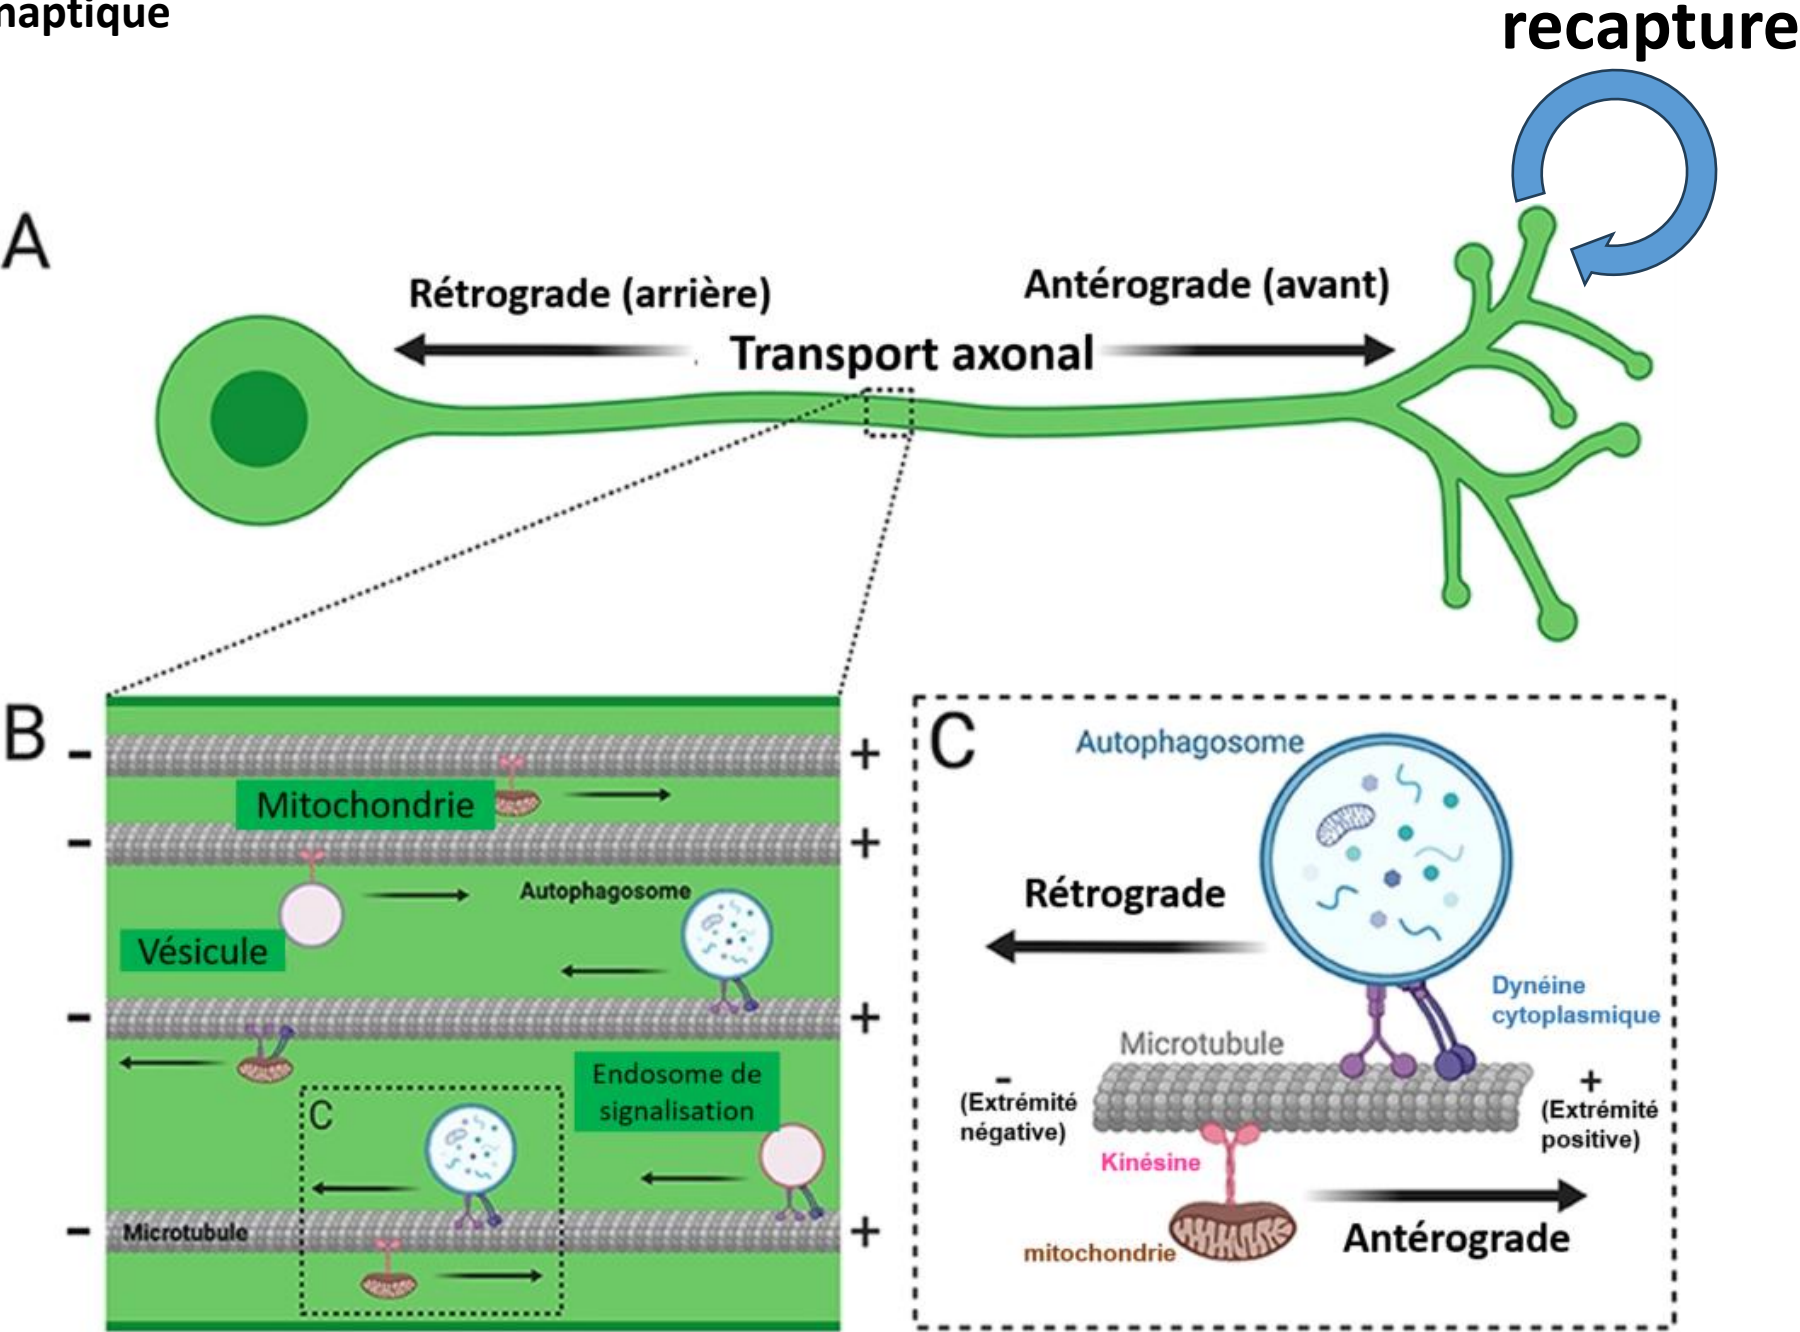 naptique
recapture
A
Rétrograde (arrière)
Antérograde (avant)
Transport axonal
B
- +
Mitochondrie
- +
Autophagosome
Vésicule
- +
Endosome de
signalisation
C
- Microtubule +
C
Autophagosome
Rétrograde
Dynéine
cytoplasmique
Microtubule
-
(Extrémité
négative)
+
(Extrémité
positive)
Kinésine
mitochondrie
Antérograde